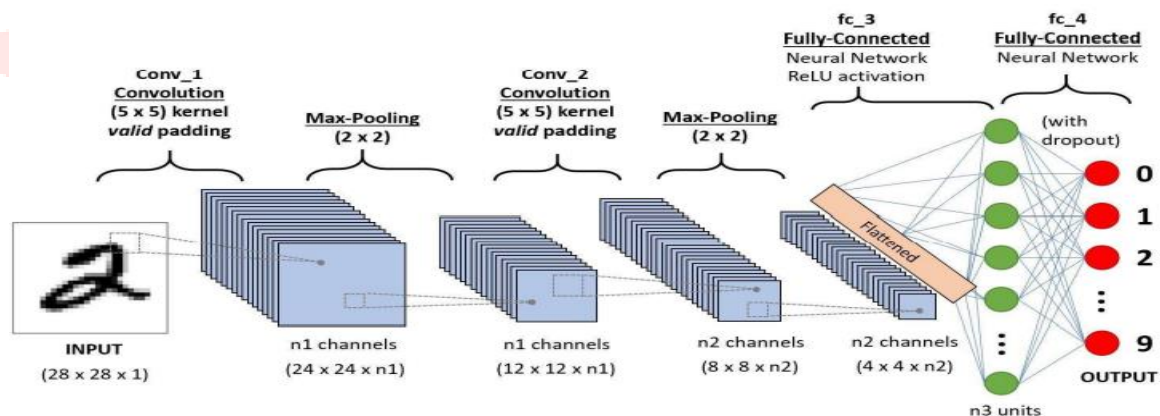 Conv_1
Convolution
(5 x 5) kernel
valid padding
Max-Pooling
(2 x 2)
Conv_2
Convolution
(5 x 5) kernel
valid padding
Max-Pooling
(2 x 2)
fc_3
Fully-Connected
Neural Network
ReLU activation
fc_4
Fully-Connected
Neural Network
(with
dropout)
2
INPUT
(28 x 28 x 1)
n1 channels
(24 x 24 x n1)
n1 channels
(12 x 12 x n1)
n2 channels
(8 x 8 x n2)
n2 channels
(4 x 4 x n2)
Flattened
n3 units
0
1
2
9
OUTPUT